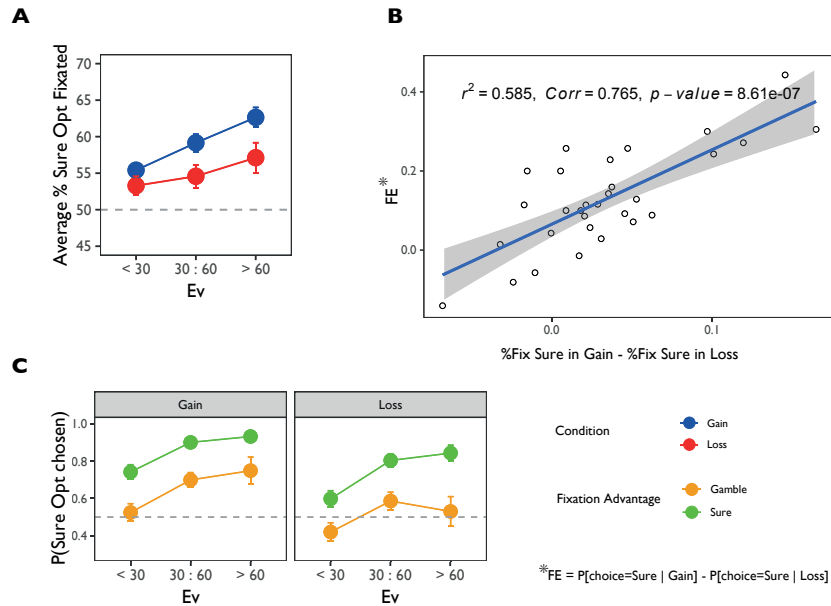 A
Average % Sure Opt Fixated
70
65
60
55
50
45
< 30
30 : 60
> 60
Ev
B
r² = 0.585, Corr = 0.765, p − value = 8.61e-07
FE*
0.4
0.2
0.0
0.0
0.1
%Fix Sure in Gain - %Fix Sure in Loss
C
P(Sure Opt chosen)
Gain
Loss
1.0
0.8
0.6
0.4
< 30
30 : 60
> 60
< 30
30 : 60
> 60
Ev
Ev
Condition
Gain
Loss
Fixation Advantage
Gamble
Sure
*FE = P[choice=Sure | Gain] - P[choice=Sure | Loss]